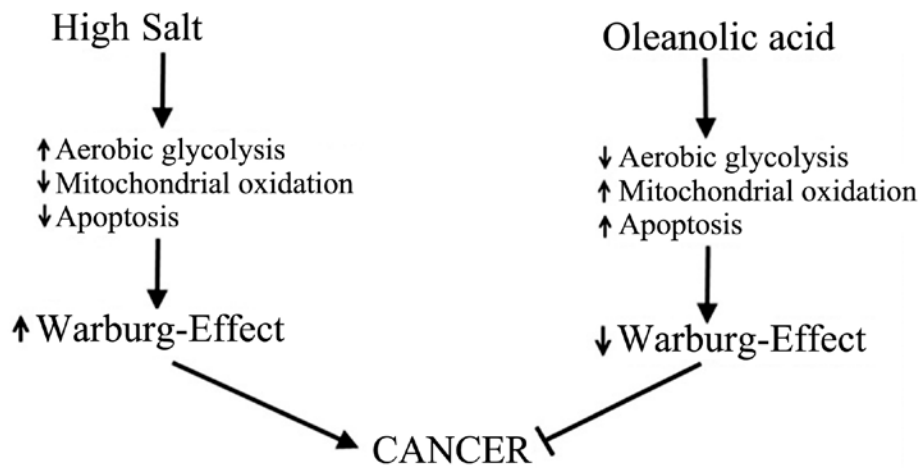 High Salt
↑ Aerobic glycolysis
↓ Mitochondrial oxidation
↓ Apoptosis
↑ Warburg-Effect
Oleanolic acid
↓ Aerobic glycolysis
↑ Mitochondrial oxidation
↑ Apoptosis
↓ Warburg-Effect
CANCER